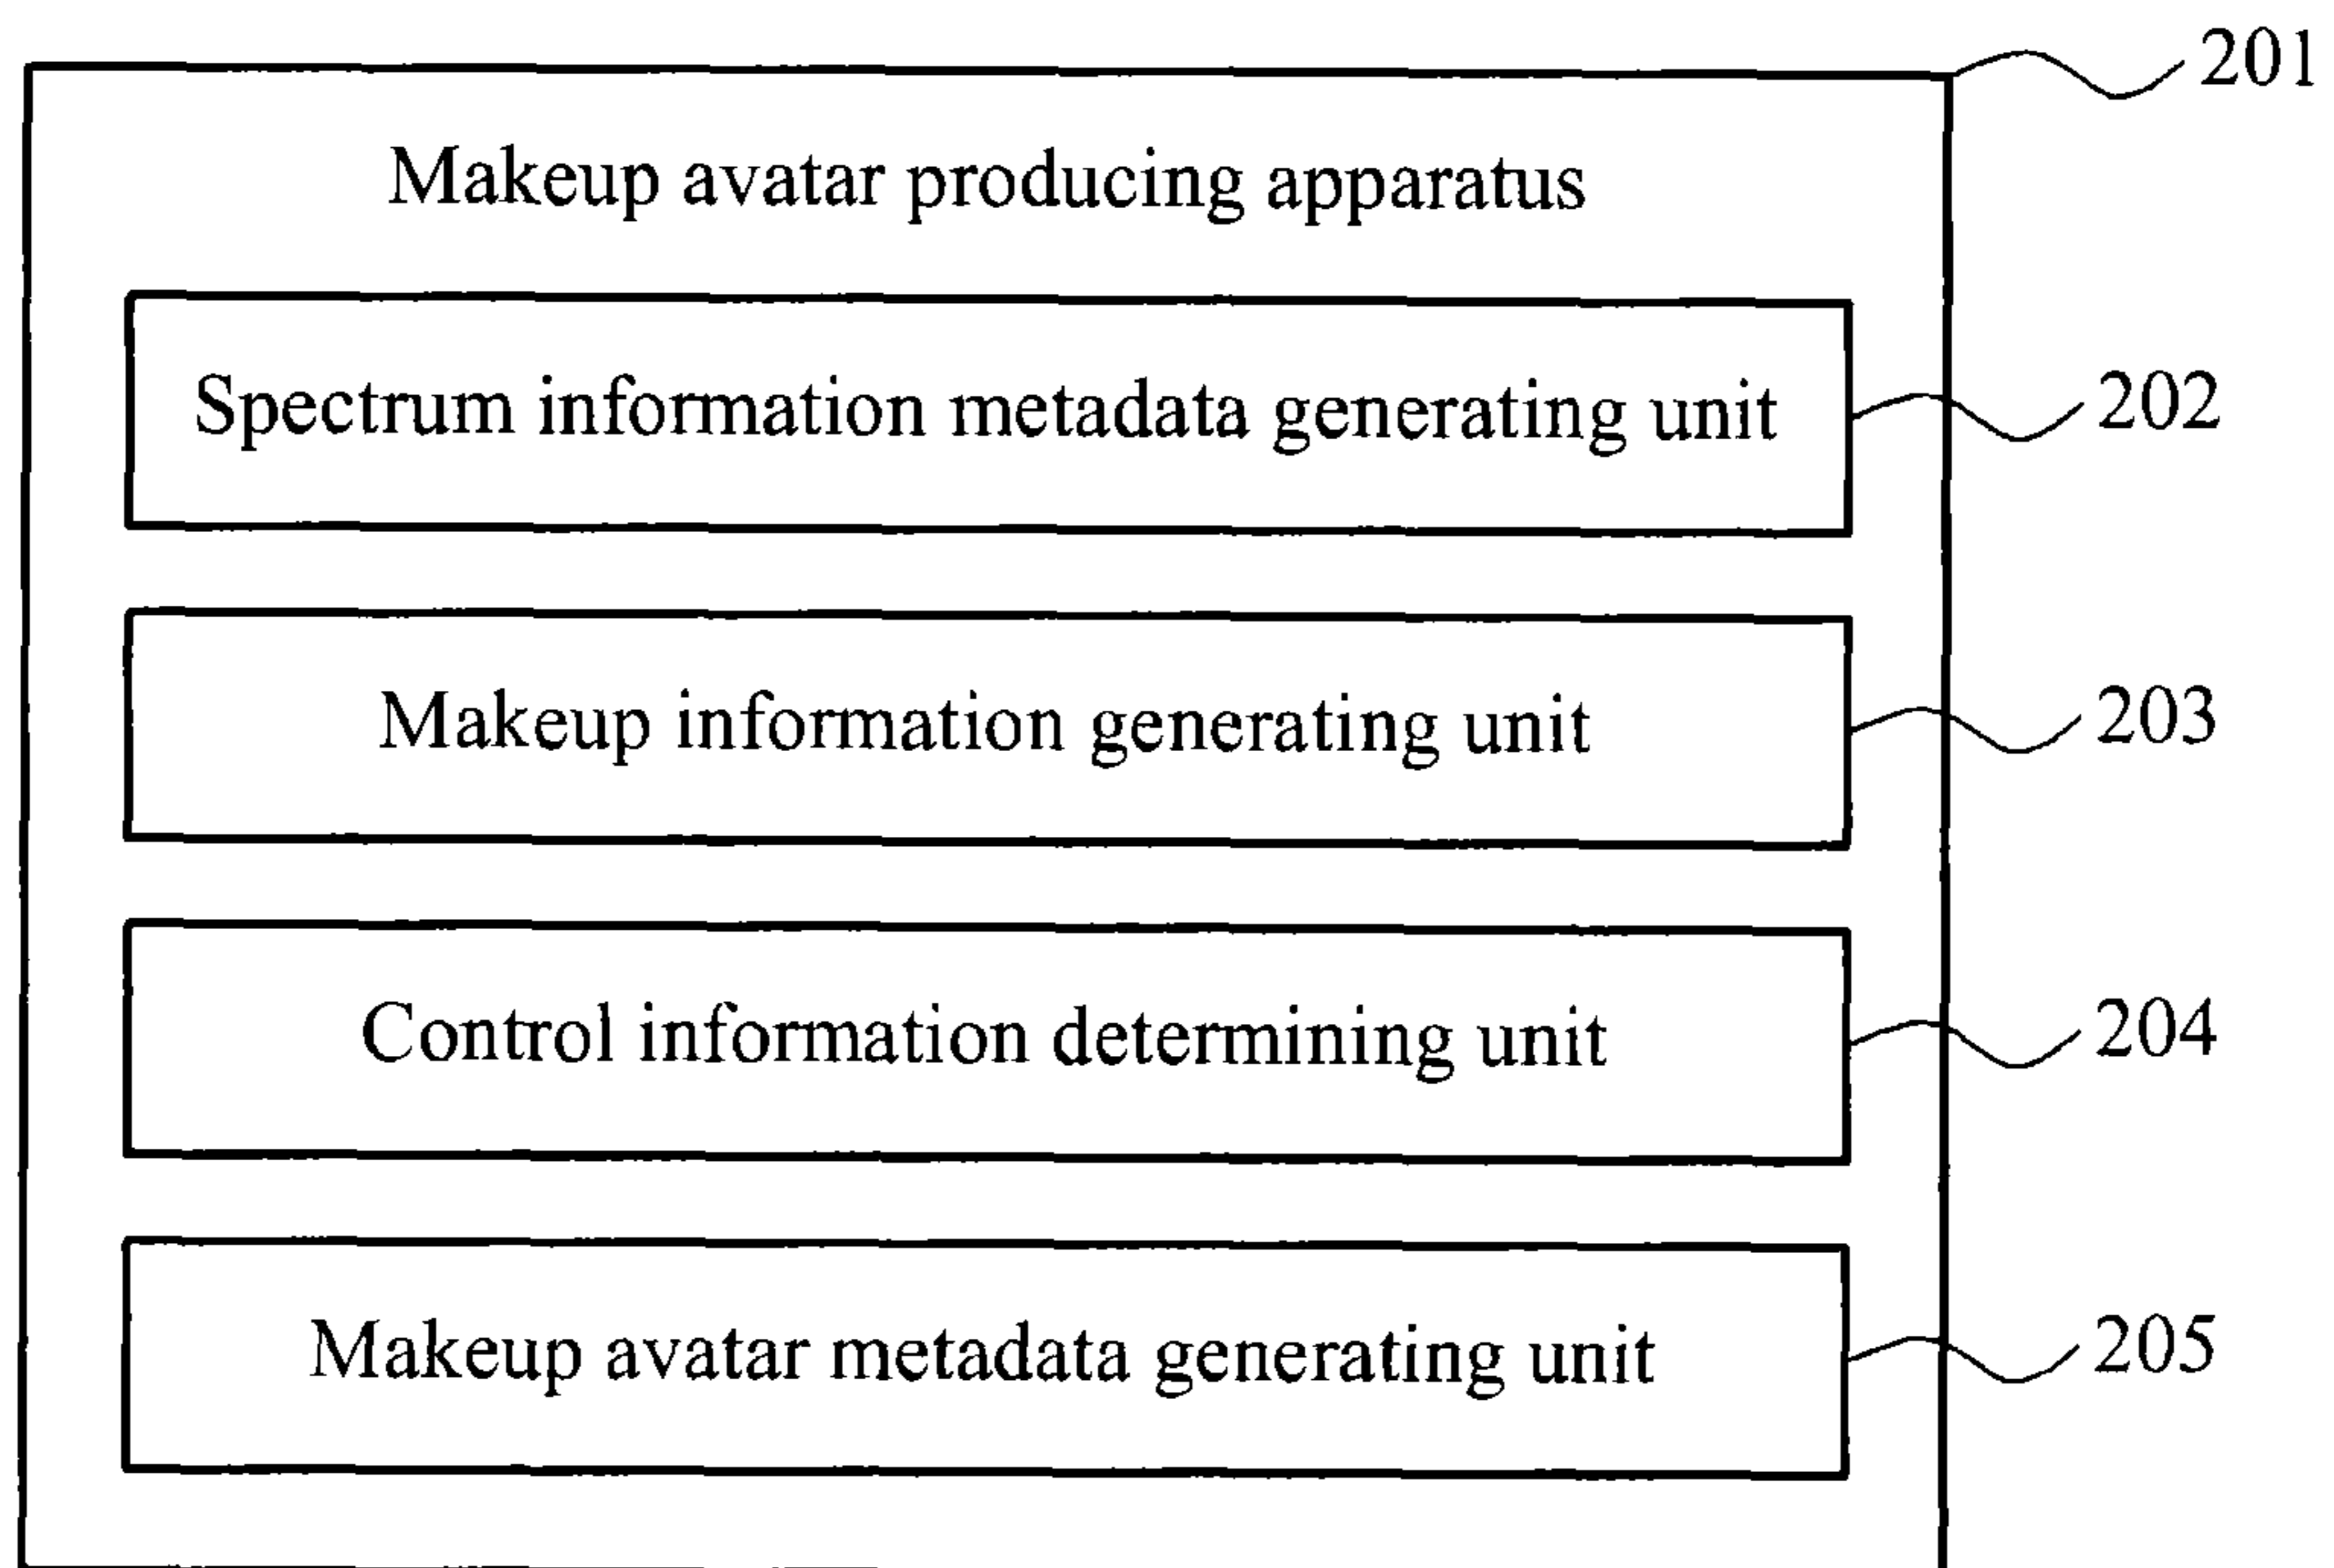 201
Makeup avatar producing apparatus
Spectrum information metadata generating unit
202
Makeup information generating unit
203
Control information determining unit
204
Makeup avatar metadata generating unit
205